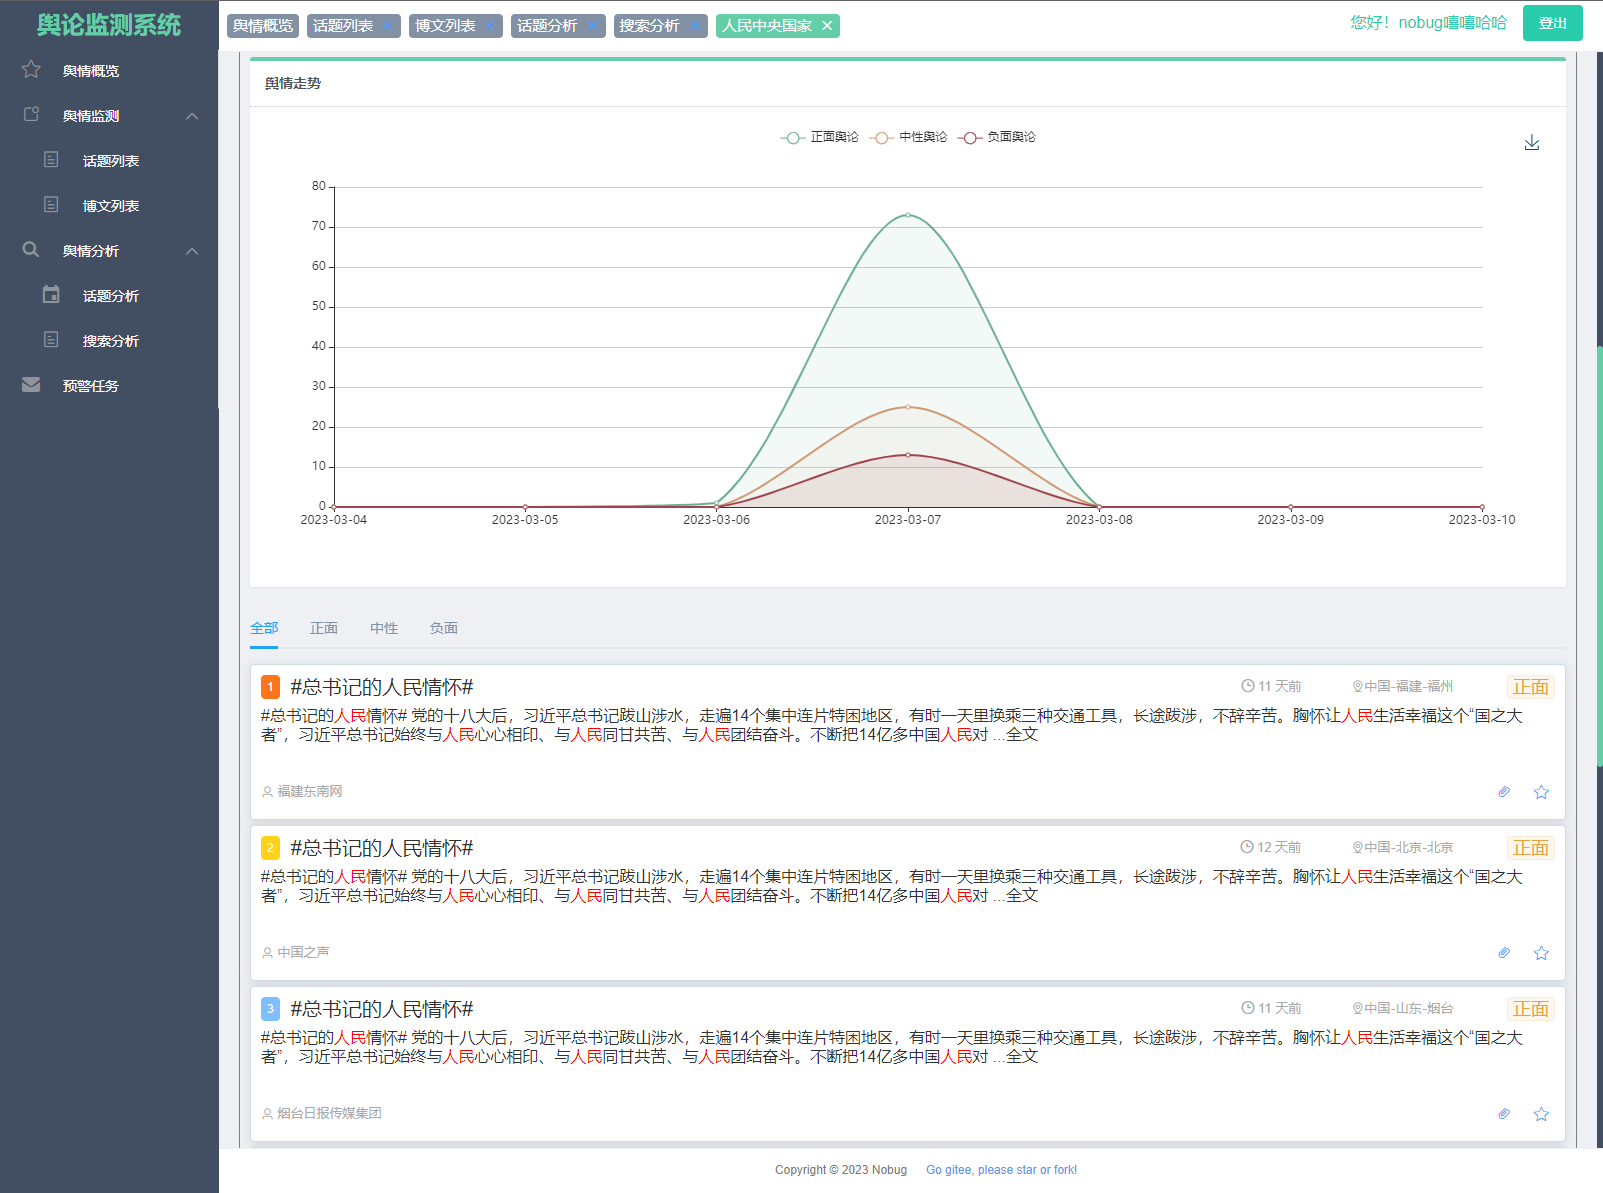 舆论监测系统
舆情概览 话题列表 博文列表 话题分析 搜索分析 人民中央国家
您好！nobug嘻嘻哈哈 登出
舆情概览
舆情监测
话题列表
博文列表
舆情分析
话题分析
搜索分析
预警任务
舆情走势
正面舆论 中性舆论 负面舆论
80
70
60
50
40
30
20
10
0
2023-03-04 2023-03-05 2023-03-06 2023-03-07 2023-03-08 2023-03-09 2023-03-10
全部 正面 中性 负面
1 #总书记的人民情怀# 11 天前 中国-福建-福州 正面
#总书记的人民情怀# 党的十八大后，习近平总书记跋山涉水，走遍14个集中连片特困地区，有时一天里换乘三种交通工具，长途跋涉，不辞辛苦。胸怀让人民生活幸福这个“国之大
者”，习近平总书记始终与人民心心相印、与人民同甘共苦、与人民团结奋斗。不断把14亿多中国人民对 ...全文
福建东南网
2 #总书记的人民情怀# 12 天前 中国-北京-北京 正面
#总书记的人民情怀# 党的十八大后，习近平总书记跋山涉水，走遍14个集中连片特困地区，有时一天里换乘三种交通工具，长途跋涉，不辞辛苦。胸怀让人民生活幸福这个“国之大
者”，习近平总书记始终与人民心心相印、与人民同甘共苦、与人民团结奋斗。不断把14亿多中国人民对 ...全文
中国之声
3 #总书记的人民情怀# 11 天前 中国-山东-烟台 正面
#总书记的人民情怀# 党的十八大后，习近平总书记跋山涉水，走遍14个集中连片特困地区，有时一天里换乘三种交通工具，长途跋涉，不辞辛苦。胸怀让人民生活幸福这个“国之大
者”，习近平总书记始终与人民心心相印、与人民同甘共苦、与人民团结奋斗。不断把14亿多中国人民对 ...全文
烟台日报传媒集团
Copyright © 2023 Nobug Go gitee, please star or fork!